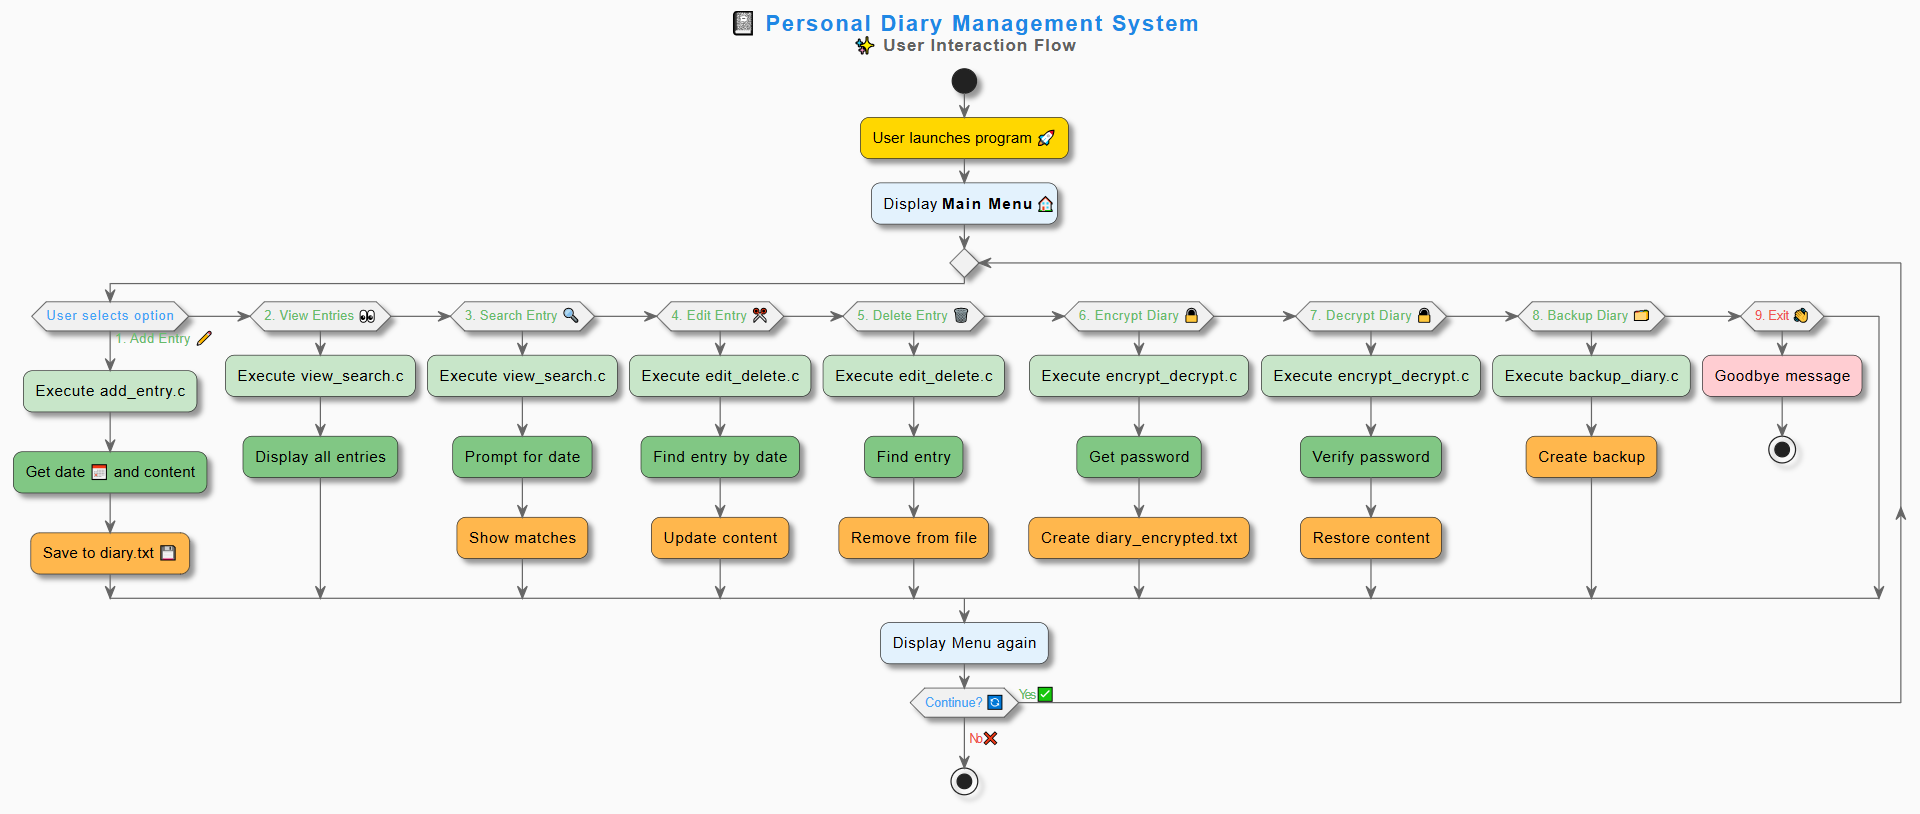 Personal Diary Management System
User Interaction Flow
User launches program
Display Main Menu
User selects option
1. Add Entry
2. View Entries
3. Search Entry
4. Edit Entry
5. Delete Entry
6. Encrypt Diary
7. Decrypt Diary
8. Backup Diary
9. Exit
Execute add_entry.c
Execute view_search.c
Execute view_search.c
Execute edit_delete.c
Execute edit_delete.c
Execute encrypt_decrypt.c
Execute encrypt_decrypt.c
Execute backup_diary.c
Goodbye message
Get date and content
Display all entries
Prompt for date
Find entry by date
Find entry
Get password
Verify password
Create backup
Save to diary.txt
Show matches
Update content
Remove from file
Create diary_encrypted.txt
Restore content
Display Menu again
Continue?
Yes
No